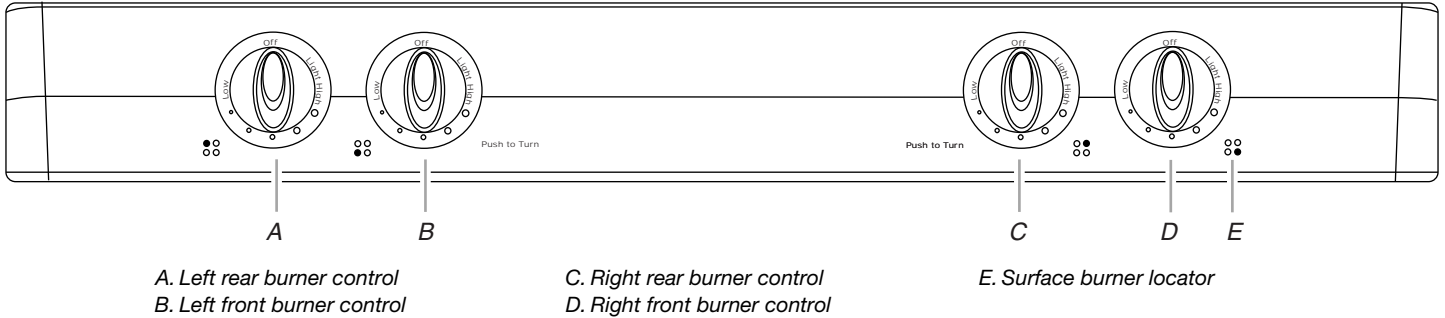 Off Off Off Off
Low Light High Low Light High Low Light High Low Light High
Push to Turn Push to Turn
A B C D E
A. Left rear burner control C. Right rear burner control E. Surface burner locator
B. Left front burner control D. Right front burner control